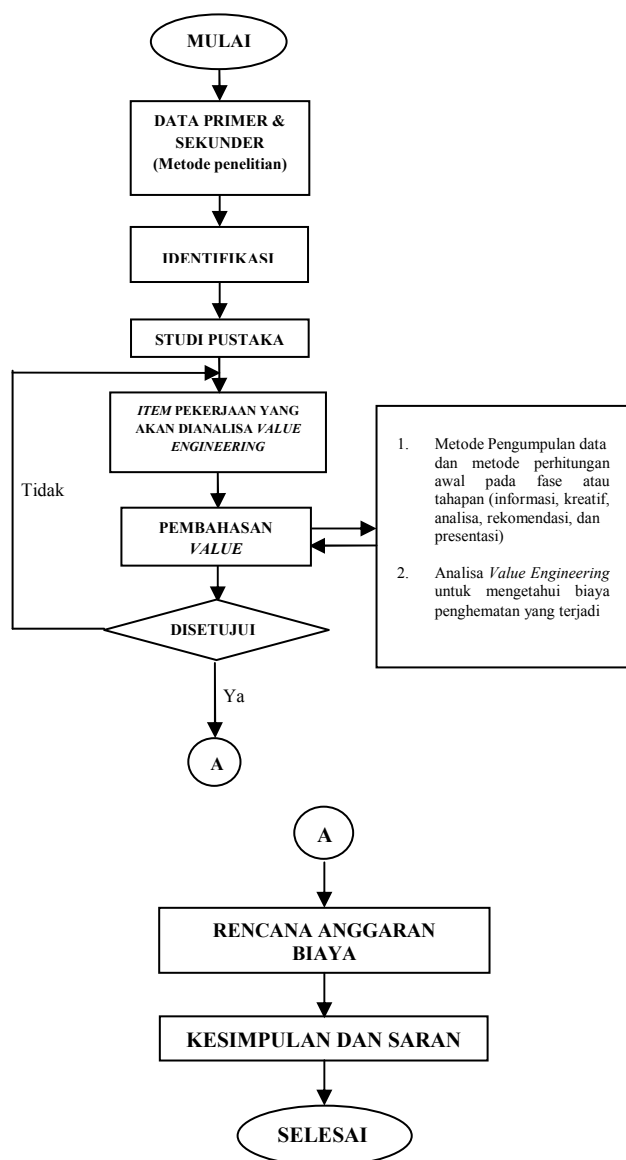 MULAI
DATA PRIMER &
SEKUNDER
(Metode penelitian)
IDENTIFIKASI
STUDI PUSTAKA
ITEM PEKERJAAN YANG
AKAN DIANALISA VALUE
ENGINEERING
Tidak
PEMBAHASAN
VALUE
1. Metode Pengumpulan data
dan metode perhitungan
awal pada fase atau
tahapan (informasi, kreatif,
analisa, rekomendasi, dan
presentasi)
2. Analisa Value Engineering
untuk mengetahui biaya
penghematan yang terjadi
DISETUJUI
Ya
A
A
RENCANA ANGGARAN
BIAYA
KESIMPULAN DAN SARAN
SELESAI